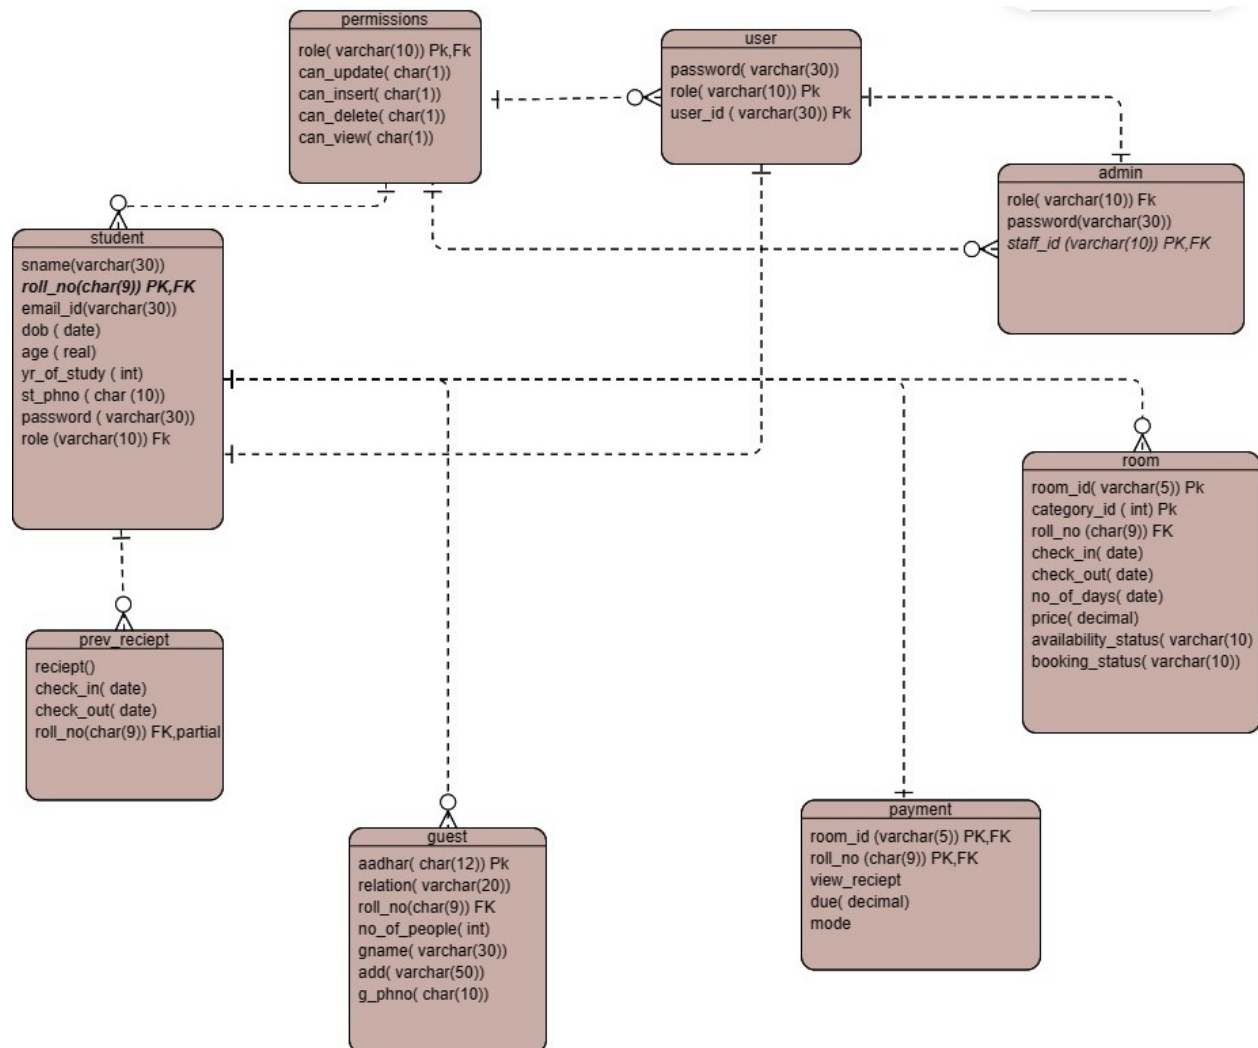 permissions
role( varchar(10)) Pk,Fk
can_update( char(1))
can_insert( char(1))
can_delete( char(1))
can_view( char(1))
user
password( varchar(30))
role( varchar(10)) Pk
user_id ( varchar(30)) Pk
admin
role( varchar(10)) Fk
password(varchar(30))
staff_id (varchar(10)) PK,FK
student
sname(varchar(30))
roll_no(char(9)) PK,FK
email_id(varchar(30))
dob ( date)
age ( real)
yr_of_study ( int)
st_phno ( char (10))
password ( varchar(30))
role (varchar(10)) Fk
room
room_id( varchar(5)) Pk
category_id ( int) Pk
roll_no (char(9)) FK
check_in( date)
check_out( date)
no_of_days( date)
price( decimal)
availability_status( varchar(10)
booking_status( varchar(10))
prev_reciept
reciept()
check_in( date)
check_out( date)
roll_no(char(9)) FK,partial
guest
aadhar( char(12)) Pk
relation( varchar(20))
roll_no(char(9)) FK
no_of_people( int)
gname( varchar(30))
add( varchar(50))
g_phno( char(10))
payment
room_id (varchar(5)) PK,FK
roll_no (char(9)) PK,FK
view_reciept
due( decimal)
mode